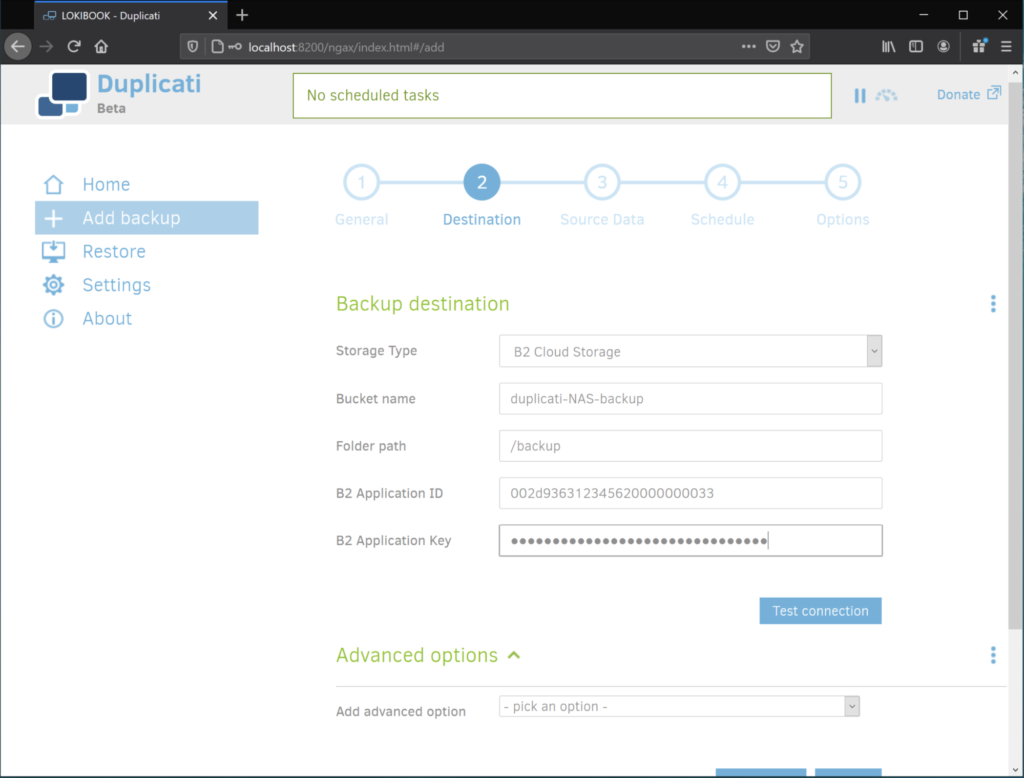 LOKIBOOK - Duplicati
localhost:8200/ngax/index.html#/add
Duplicati
Beta
No scheduled tasks
Donate
Home
Add backup
Restore
Settings
About
1
2
3
4
5
General
Destination
Source Data
Schedule
Options
Backup destination
Storage Type
B2 Cloud Storage
Bucket name
duplicati-NAS-backup
Folder path
/backup
B2 Application ID
002d936312345620000000033
B2 Application Key
Test connection
Advanced options
Add advanced option
- pick an option -